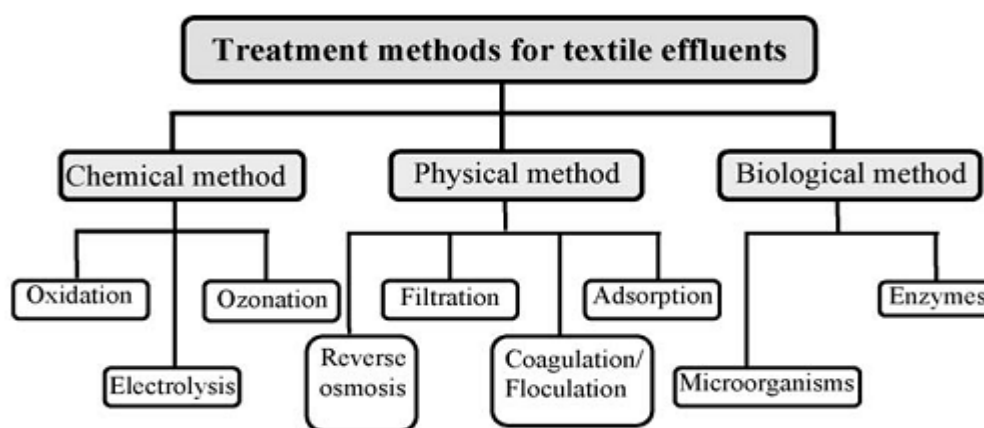 Treatment methods for textile effluents
Chemical method
Physical method
Biological method
Oxidation
Ozonation
Filtration
Adsorption
Enzymes
Electrolysis
Reverse
osmosis
Coagulation/
Floculation
Microorganisms